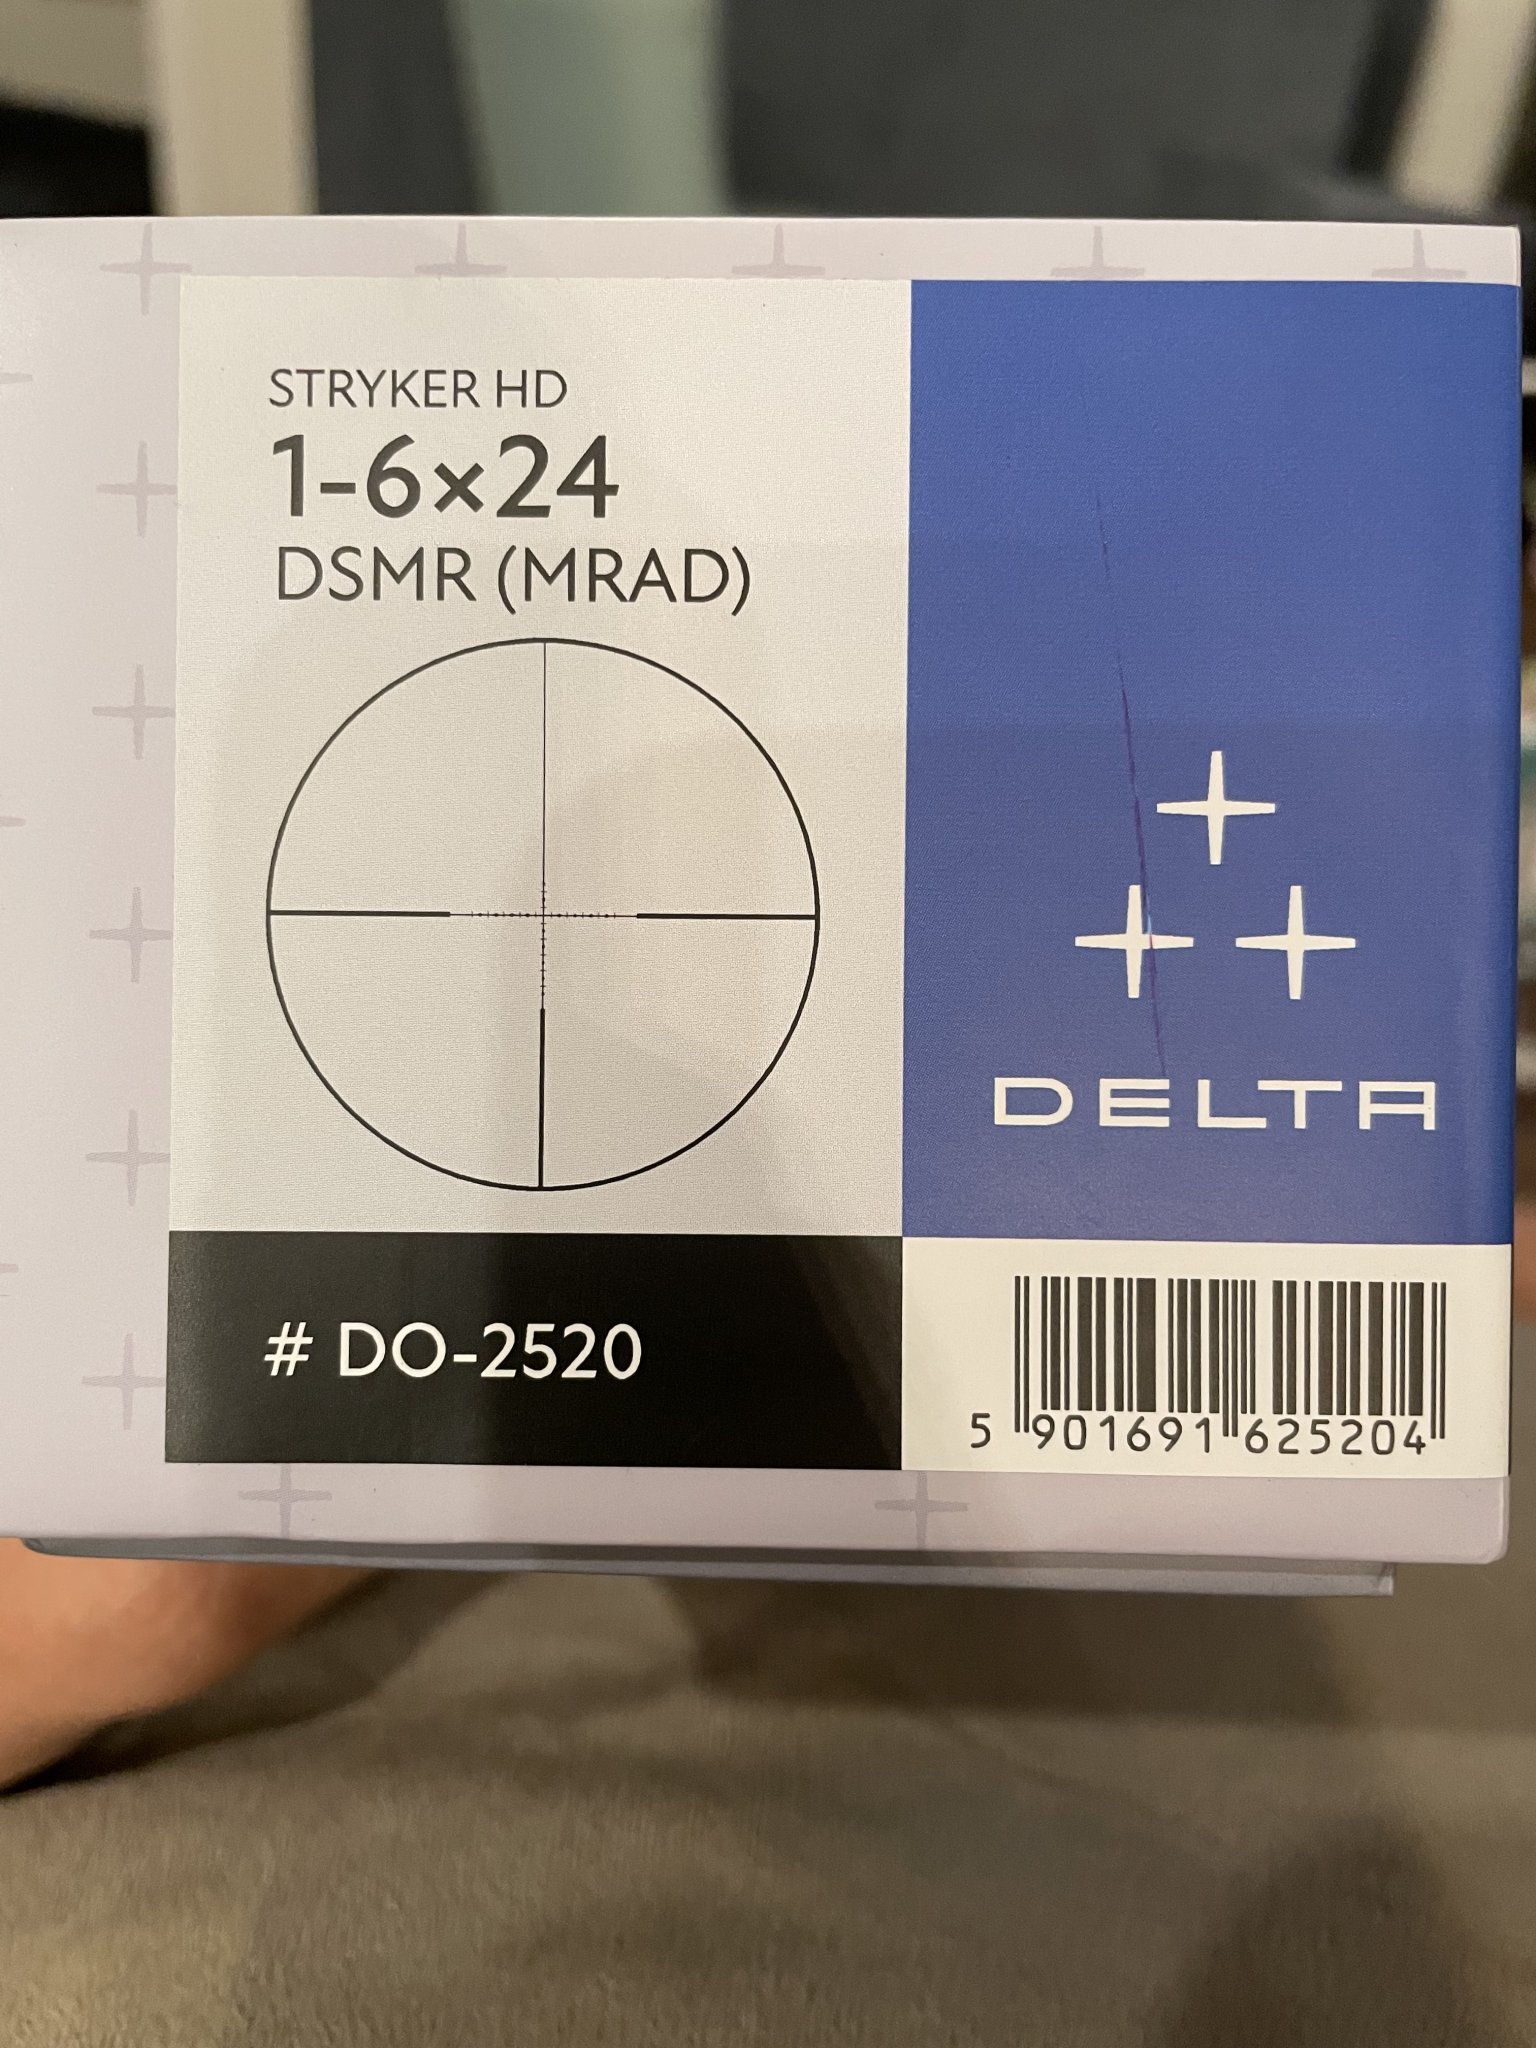 STRYKER HD
1-6×24
DSMR (MRAD)
DELTA
# DO-2520
5 901691 625204